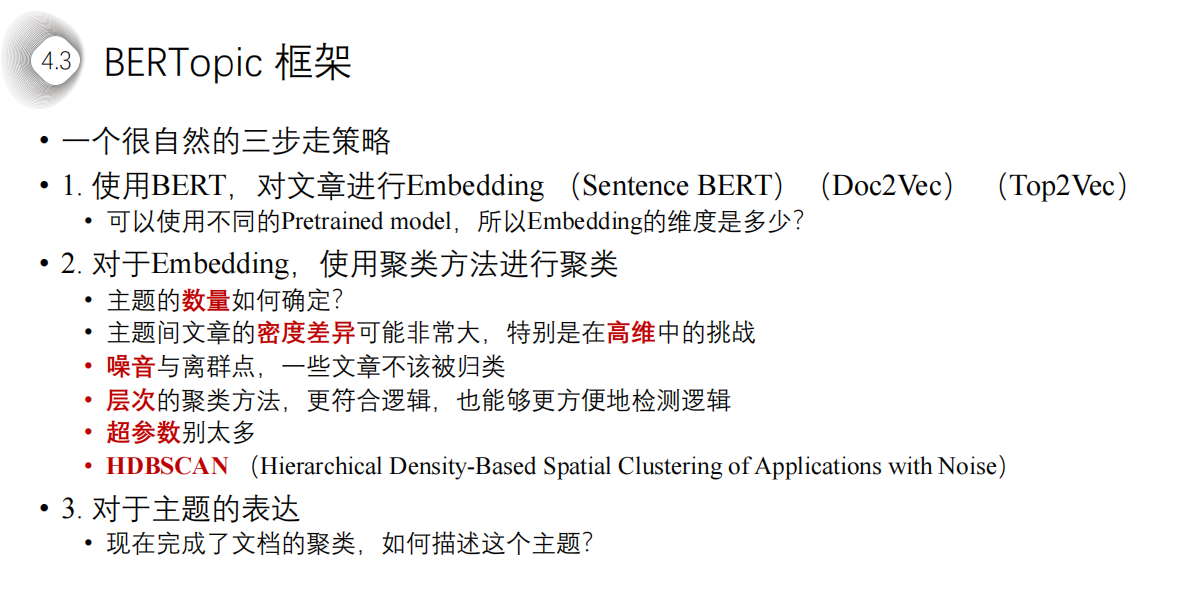 4.3
BERTopic 框架
• 一个很自然的三步走策略
• 1. 使用BERT，对文章进行Embedding （Sentence BERT）（Doc2Vec） （Top2Vec）
• 可以使用不同的Pretrained model，所以Embedding的维度是多少？
• 2. 对于Embedding，使用聚类方法进行聚类
• 主题的数量如何确定？
• 主题间文章的密度差异可能非常大，特别是在高维中的挑战
• 噪音与离群点，一些文章不该被归类
• 层次的聚类方法，更符合逻辑，也能够更方便地检测逻辑
• 超参数别太多
• HDBSCAN （Hierarchical Density-Based Spatial Clustering of Applications with Noise）
• 3. 对于主题的表达
• 现在完成了文档的聚类，如何描述这个主题？